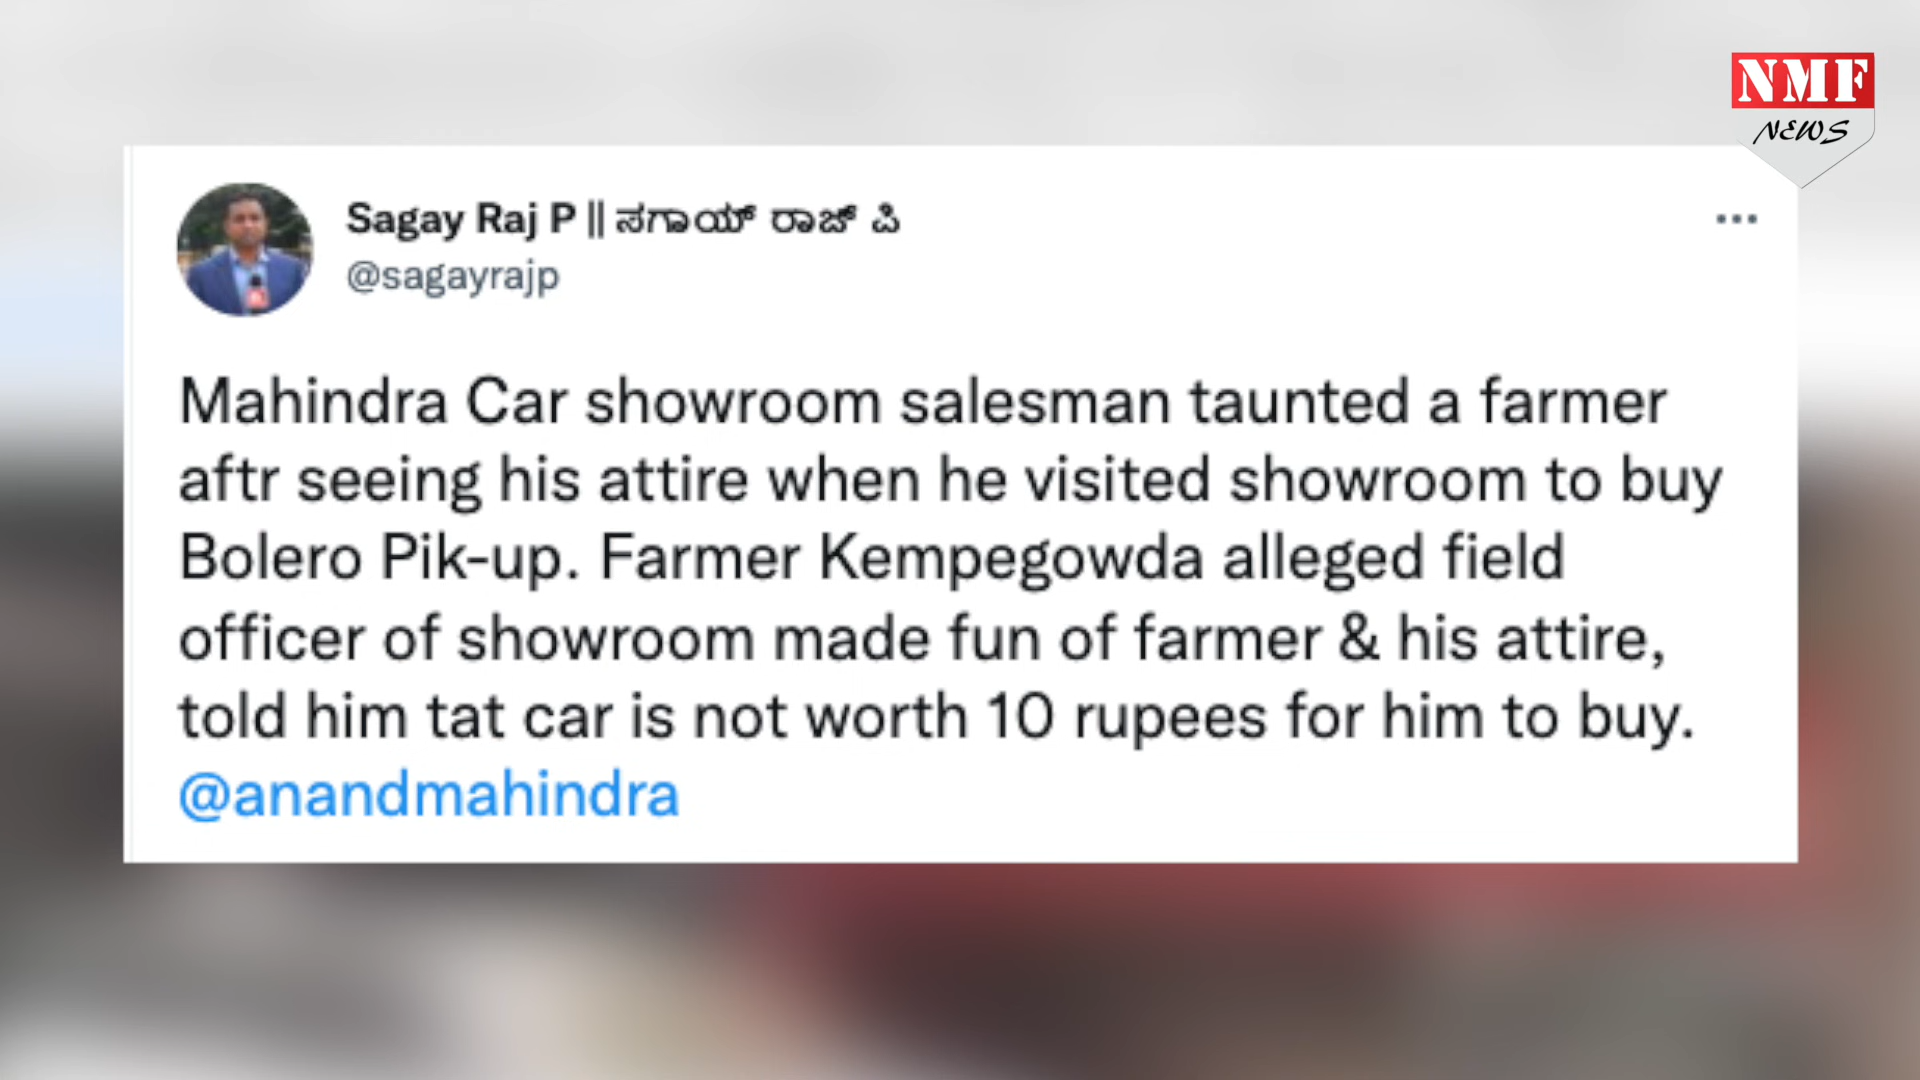 NMF
NEWS
Sagay Raj P || ಸಗಾಯ್ ರಾಜ್ ಪಿ
@sagayrajp
Mahindra Car showroom salesman taunted a farmer
aftr seeing his attire when he visited showroom to buy
Bolero Pik-up. Farmer Kempegowda alleged field
officer of showroom made fun of farmer & his attire,
told him tat car is not worth 10 rupees for him to buy.
@anandmahindra